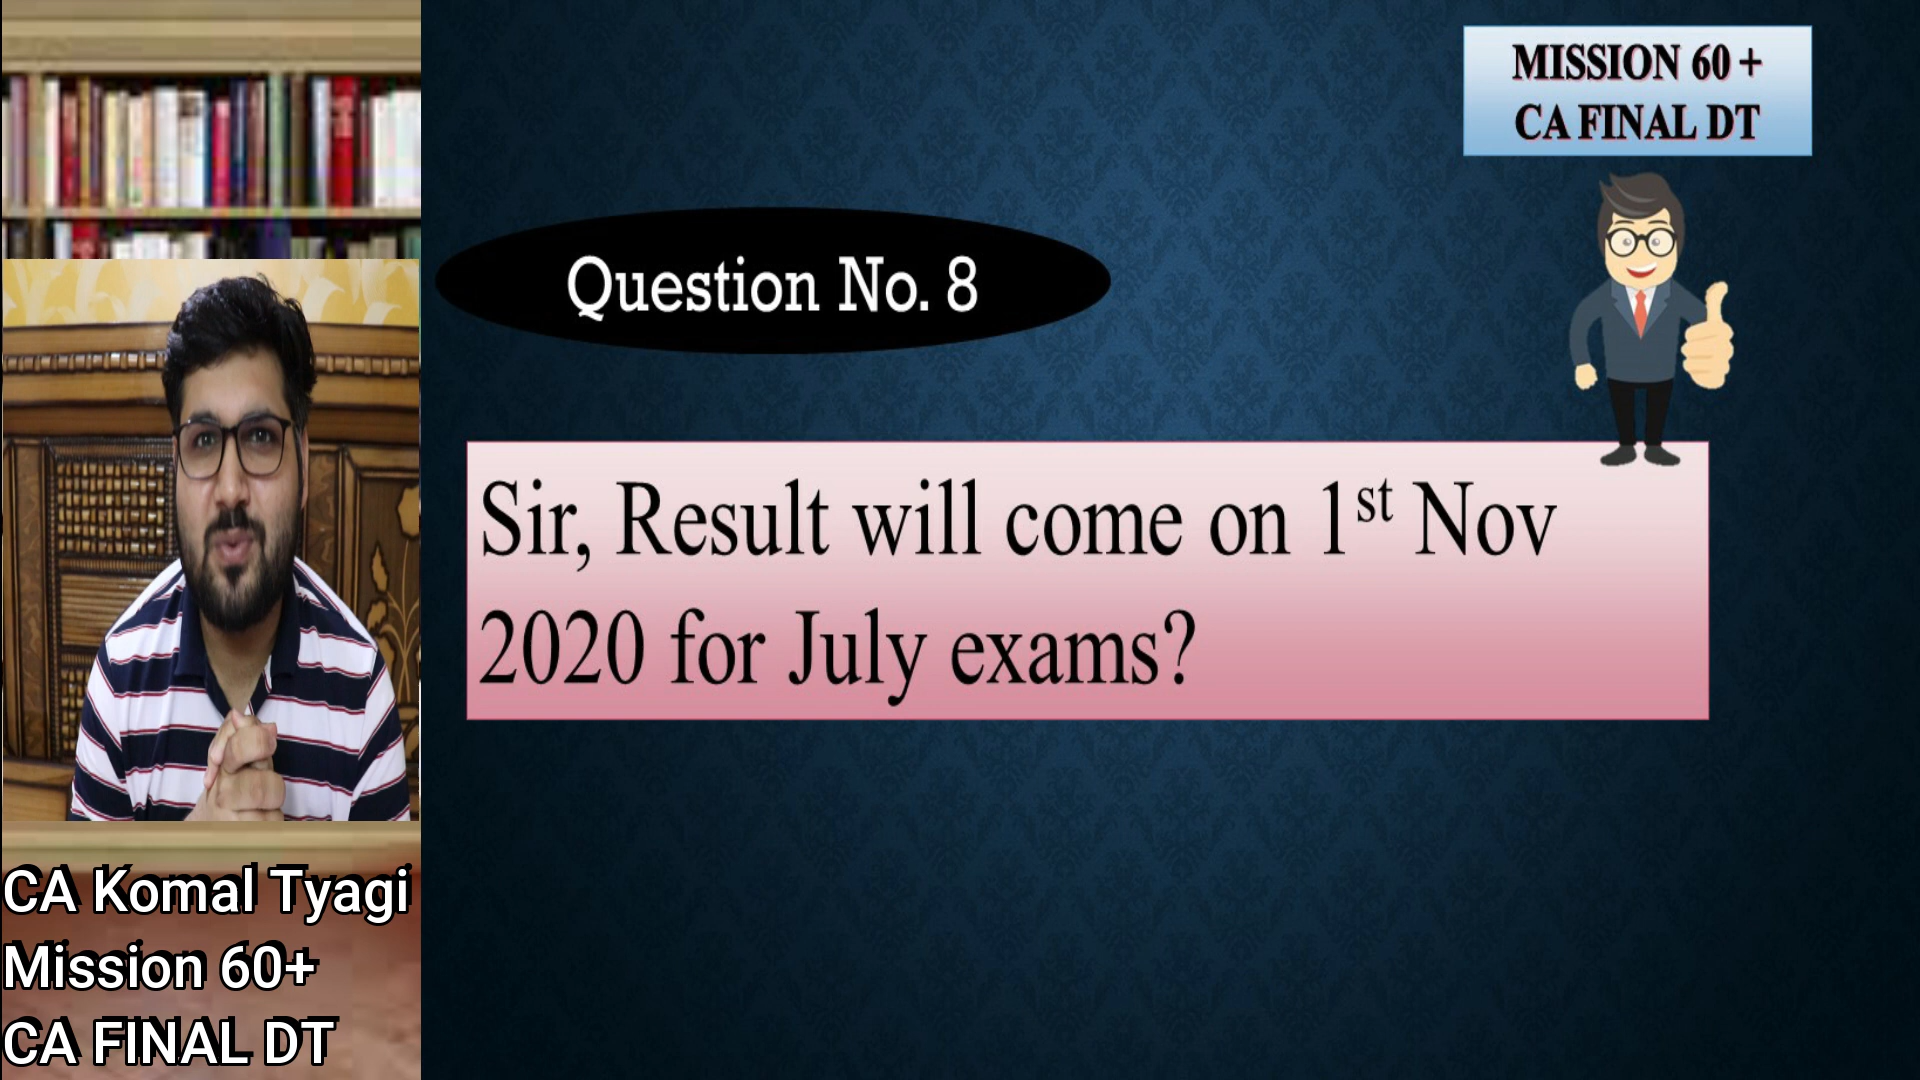 MISSION 60 +
CA FINAL DT
Question No. 8
Sir, Result will come on 1st Nov
2020 for July exams?
CA Komal Tyagi
Mission 60+
CA FINAL DT